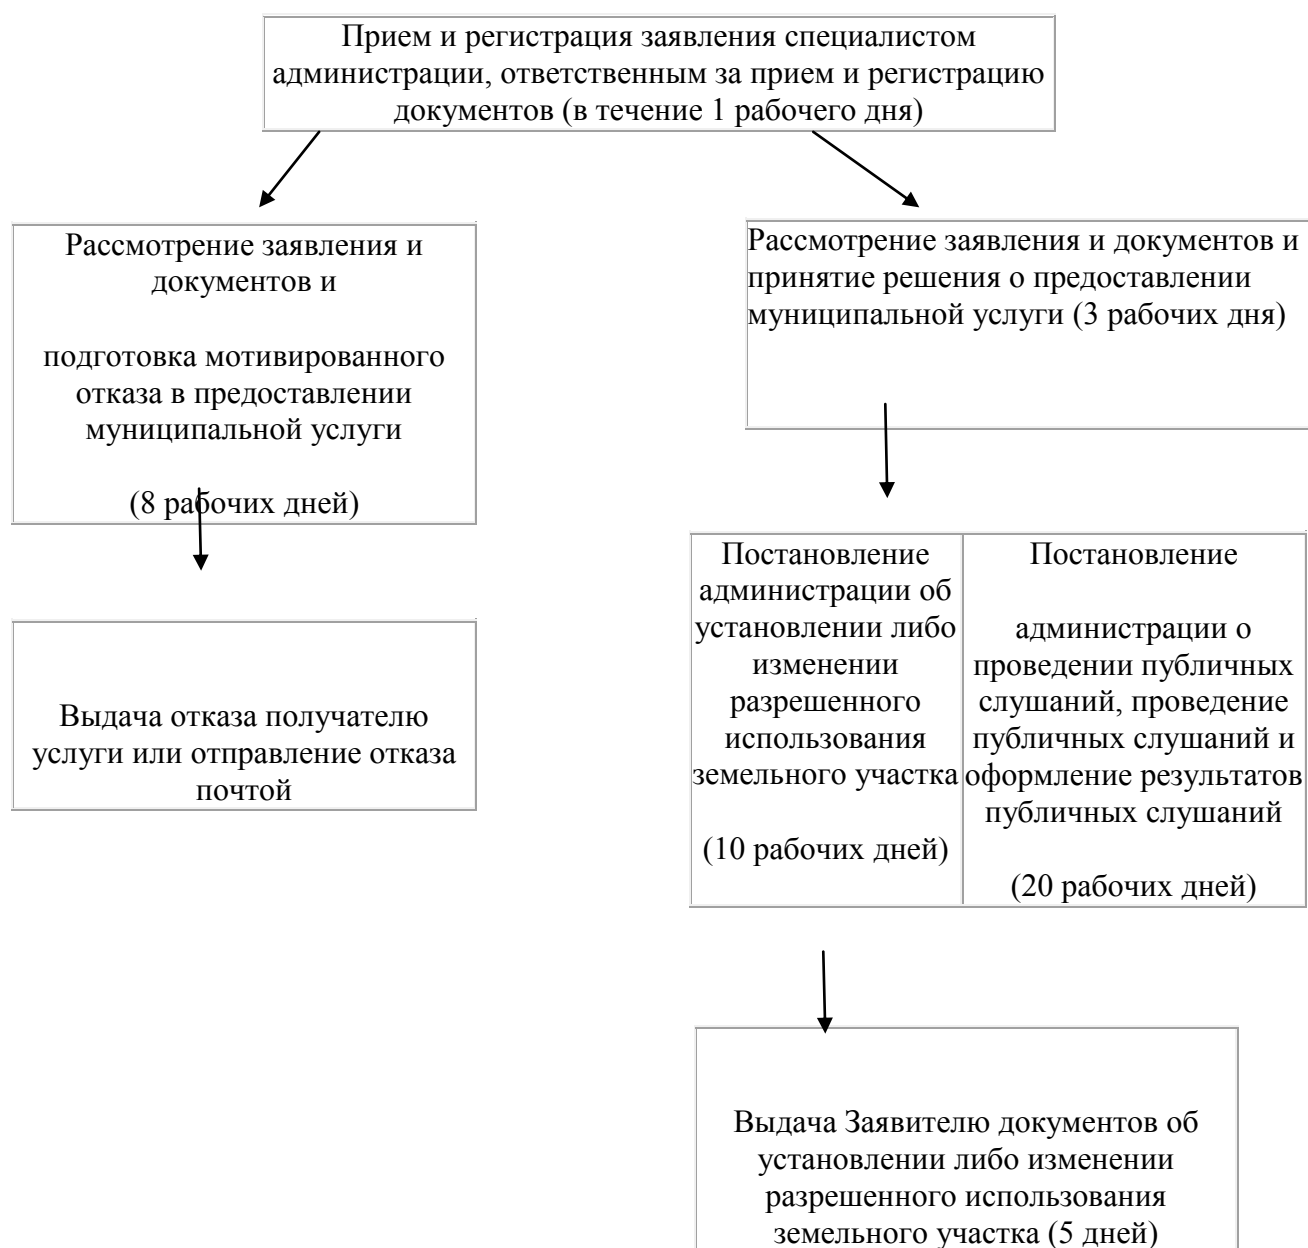 Прием и регистрация заявления специалистом
администрации, ответственным за прием и регистрацию
документов (в течение 1 рабочего дня)
Рассмотрение заявления и
документов и
подготовка мотивированного
отказа в предоставлении
муниципальной услуги
(8 рабочих дней)
Выдача отказа получателю
услуги или отправление отказа
почтой
Рассмотрение заявления и документов и
принятие решения о предоставлении
муниципальной услуги (3 рабочих дня)
Постановление
администрации об
установлении либо
изменении
разрешенного
использования
земельного участка
(10 рабочих дней)
Постановление
администрации о
проведении публичных
слушаний, проведение
публичных слушаний и
оформление результатов
публичных слушаний
(20 рабочих дней)
Выдача Заявителю документов об
установлении либо изменении
разрешенного использования
земельного участка (5 дней)